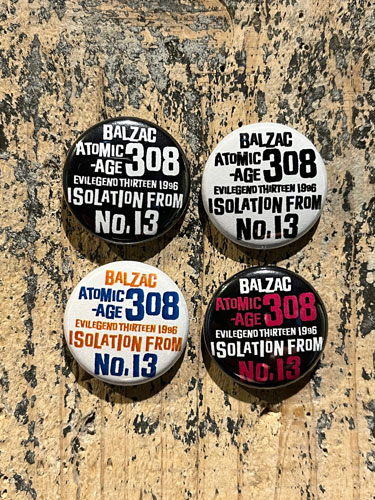 BALZAC
ATOMIC
-AGE 308
EVILEGEND THIRTEEN 1996
ISOLATION FROM
No.13
BALZAC
ATOMIC
-AGE 308
EVILEGEND THIRTEEN 1996
ISOLATION FROM
No.13
BALZAC
ATOMIC
-AGE 308
EVILEGEND THIRTEEN 1996
ISOLATION FROM
No.13
BALZAC
ATOMIC
-AGE 308
EVILEGEND THIRTEEN 1996
ISOLATION FROM
No.13